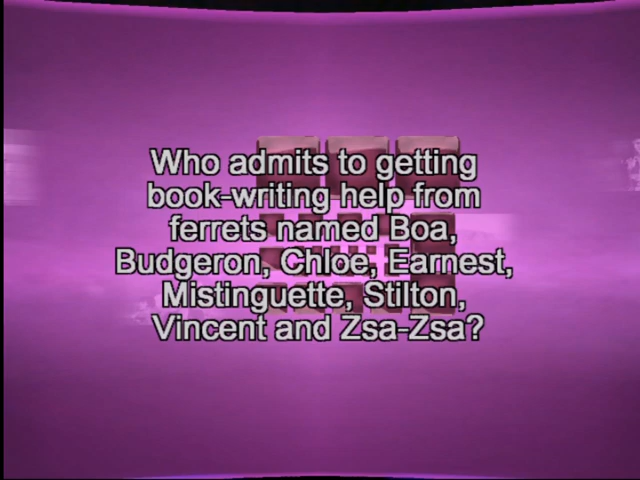 Who admits to getting
book-writing help from
ferrets named Boa,
Budgeron, Chloe, Earnest,
Mistinguette, Stilton,
Vincent and Zsa-Zsa?